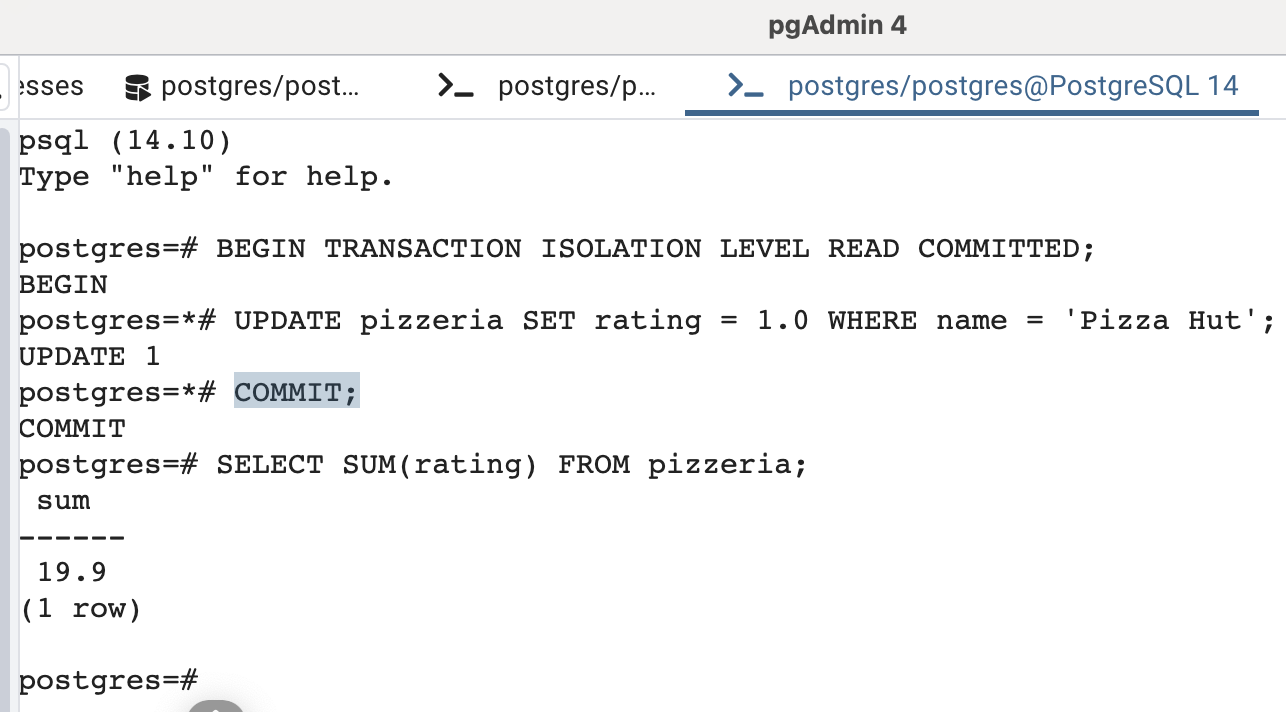 pgAdmin 4
esses postgres/post... postgres/p... postgres/postgres@PostgreSQL 14
psql (14.10)
Type "help" for help.
postgres=# BEGIN TRANSACTION ISOLATION LEVEL READ COMMITTED;
BEGIN
postgres=*# UPDATE pizzeria SET rating = 1.0 WHERE name = 'Pizza Hut';
UPDATE 1
postgres=*# COMMIT;
COMMIT
postgres=# SELECT SUM(rating) FROM pizzeria;
sum
------
19.9
(1 row)
postgres=#